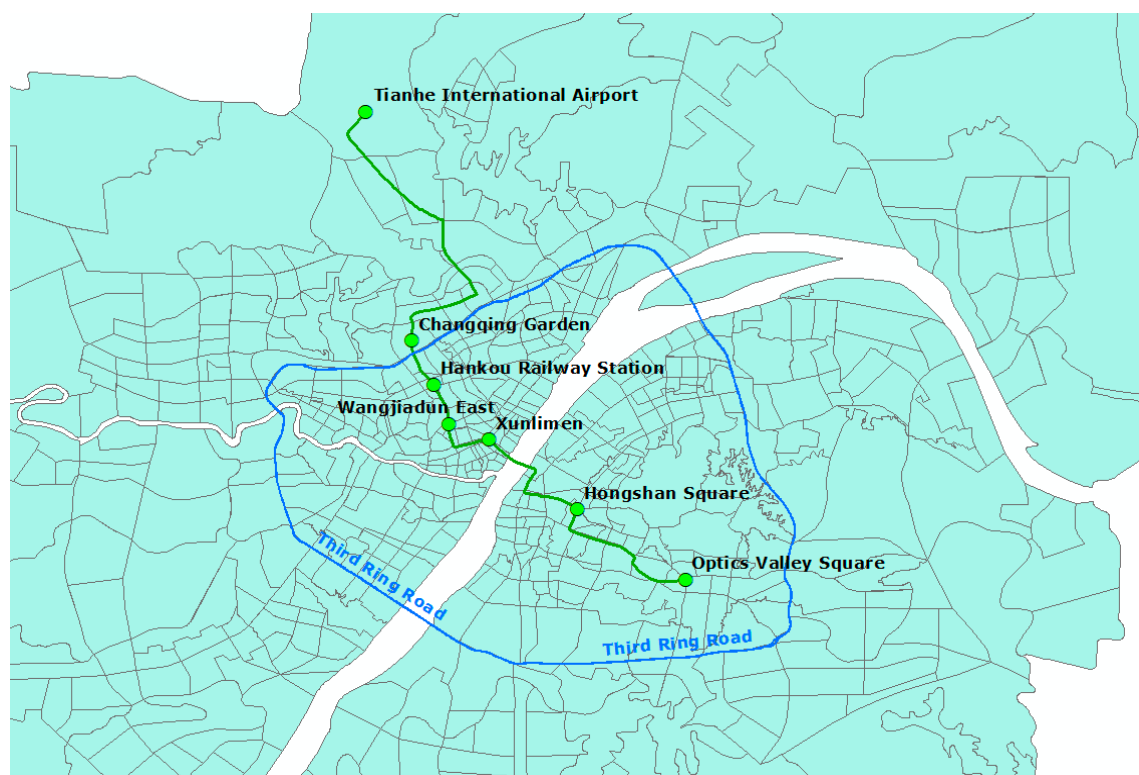 Tianhe International Airport
Changqing Garden
Hankou Railway Station
Wangjiadun East
Xunlimen
Hongshan Square
Optics Valley Square
Third Ring Road
Third Ring Road